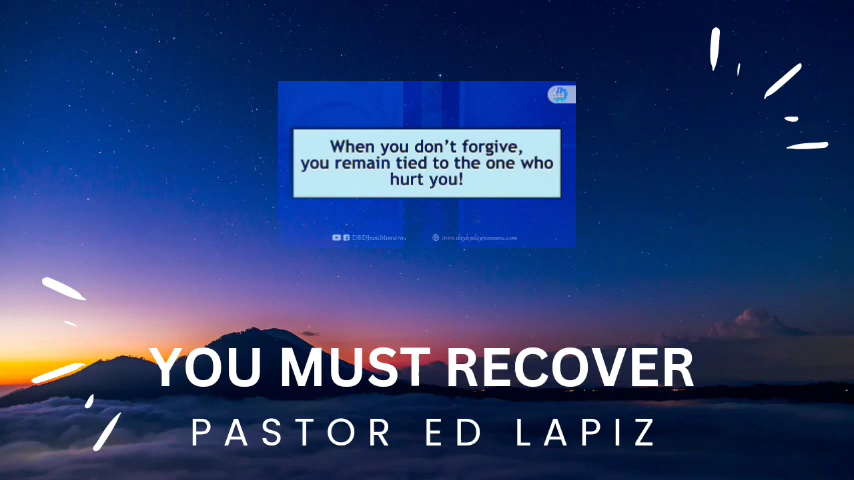 When you don't forgive,
you remain tied to the one who
hurt you!
YOU MUST RECOVER
PASTOR ED LAPIZ